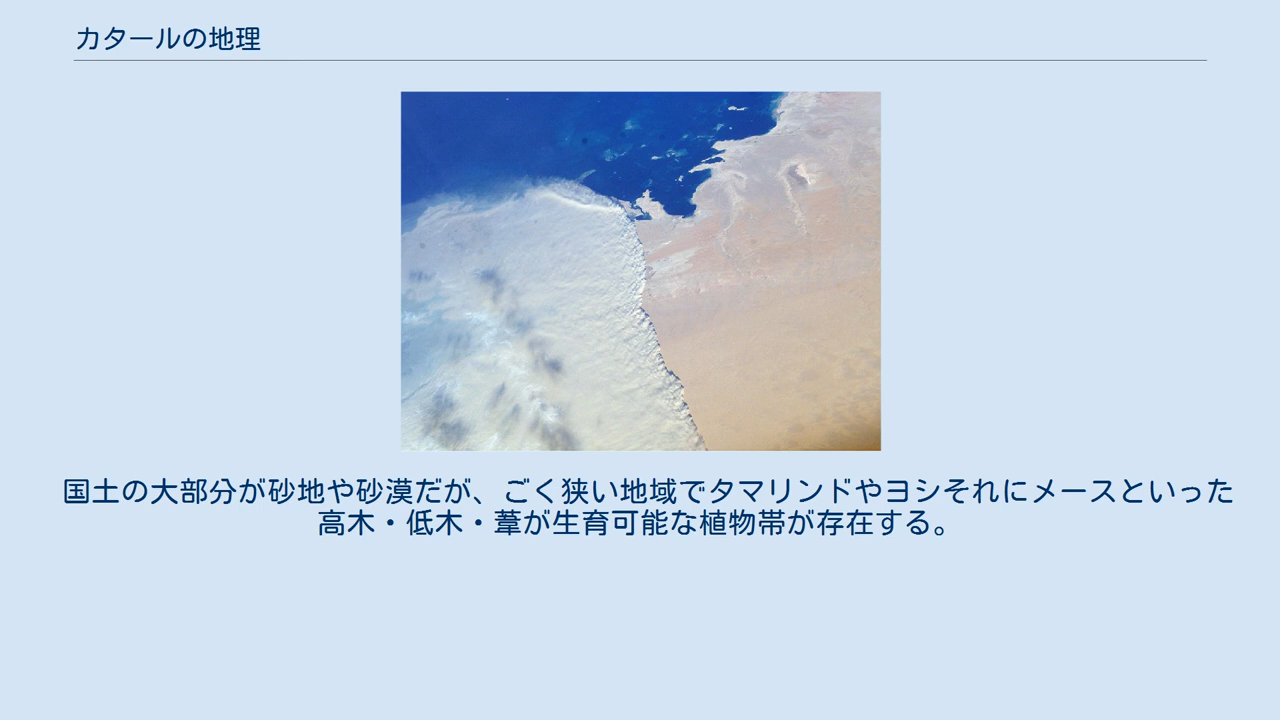 カタールの地理
国土の大部分が砂地や砂漠だが、ごく狭い地域でタマリンドやヨシそれにメースといった
高木・低木・葦が生育可能な植物帯が存在する。